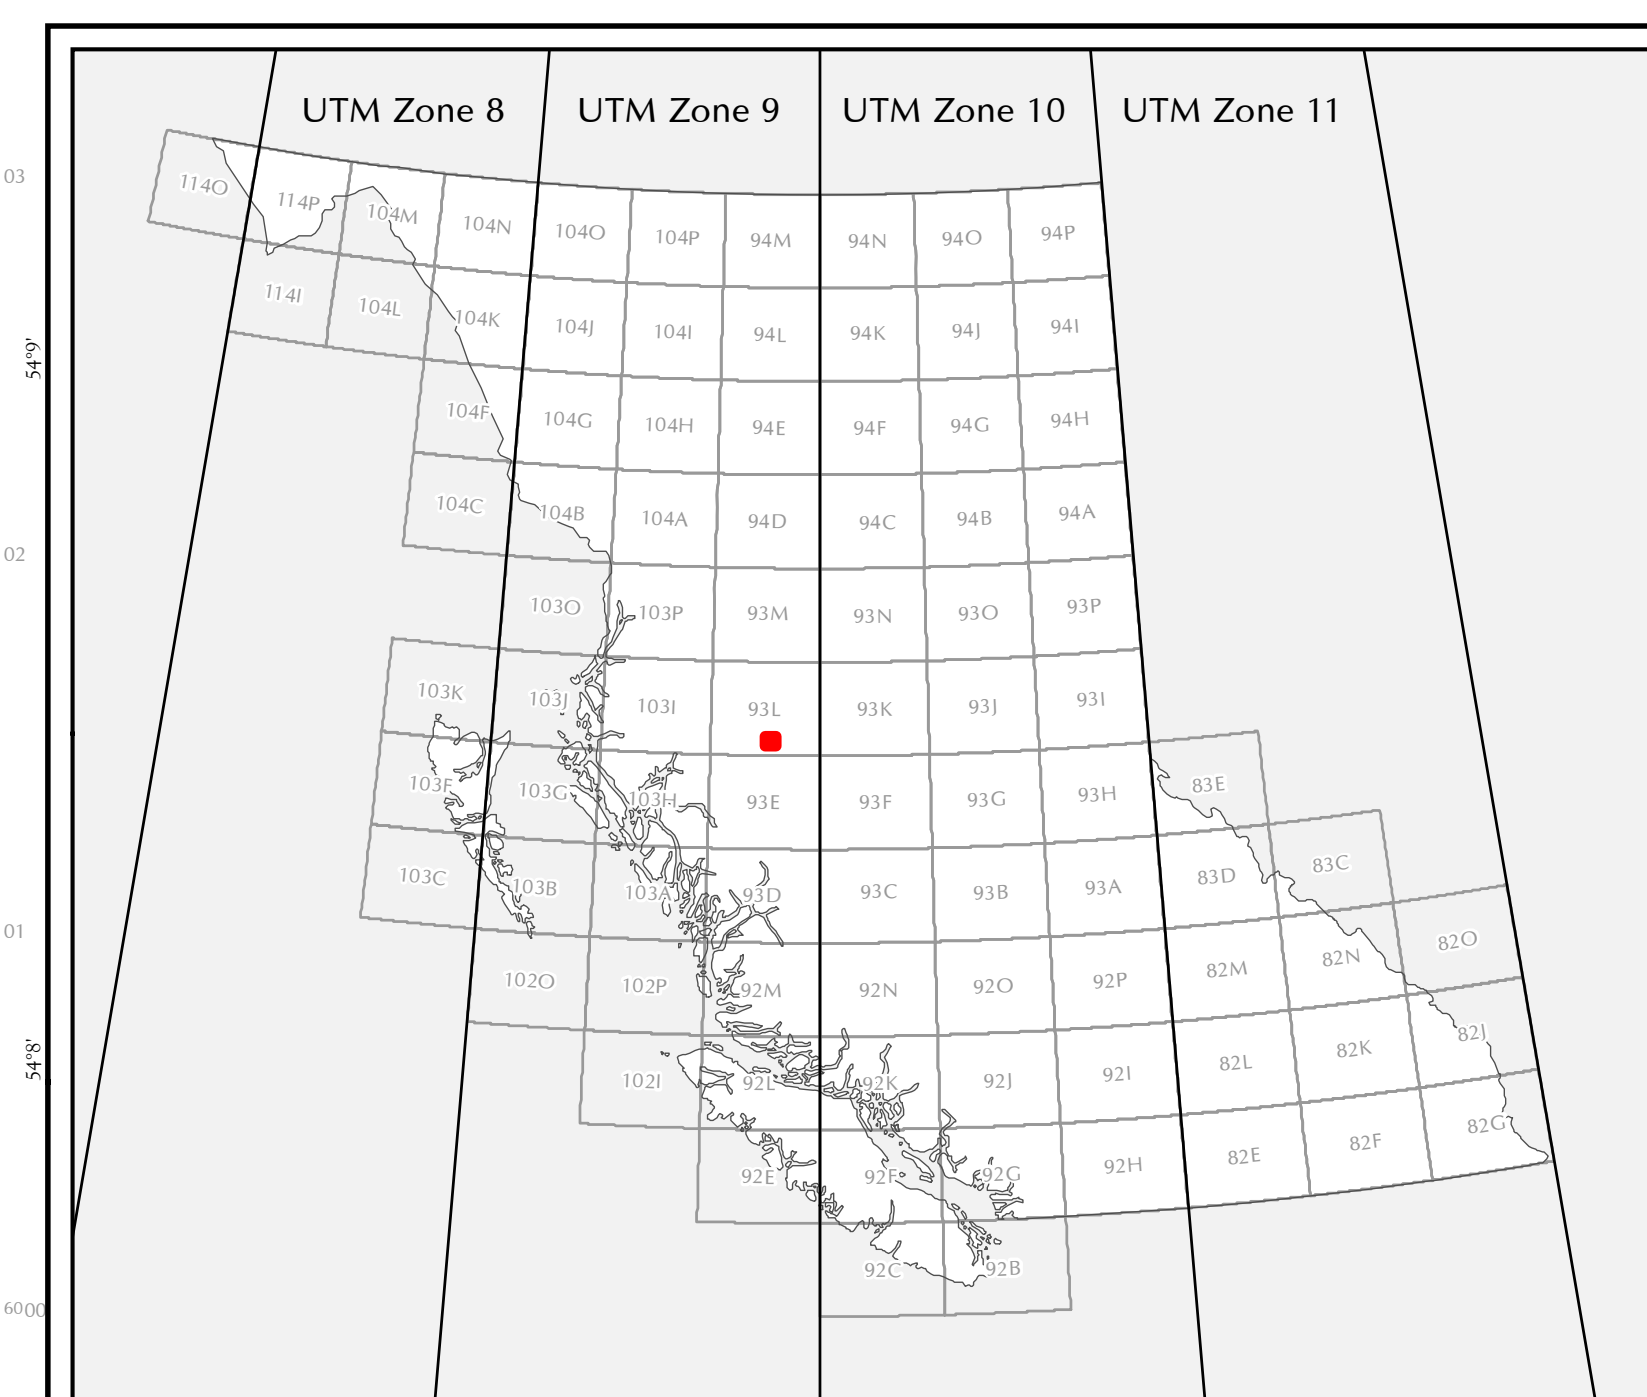 UTM Zone 8 UTM Zone 9 UTM Zone 10 UTM Zone 11
03
114O 114P 104M 104N 104O 104P 94M 94N 94O 94P
114I 104L 104K 104J 104I 94L 94K 94J 94I
54°9'
104F 104G 104H 94E 94F 94G 94H
104C 104B 104A 94D 94C 94B 94A
02
103O 103P 93M 93N 93O 93P
103K 103J 103I 93L 93K 93J 93I
103F 103G 103H 93E 93F 93G 93H 83E
103C 103B 103A 93D 93C 93B 93A 83D 83C
01
102O 102P 92M 92N 92O 92P 82M 82N 82O
54°8'
102I 92L 92K 92J 92I 82L 82K 82J
92E 92F 92G 92H 82E 82F 82G
92C 92B
6000